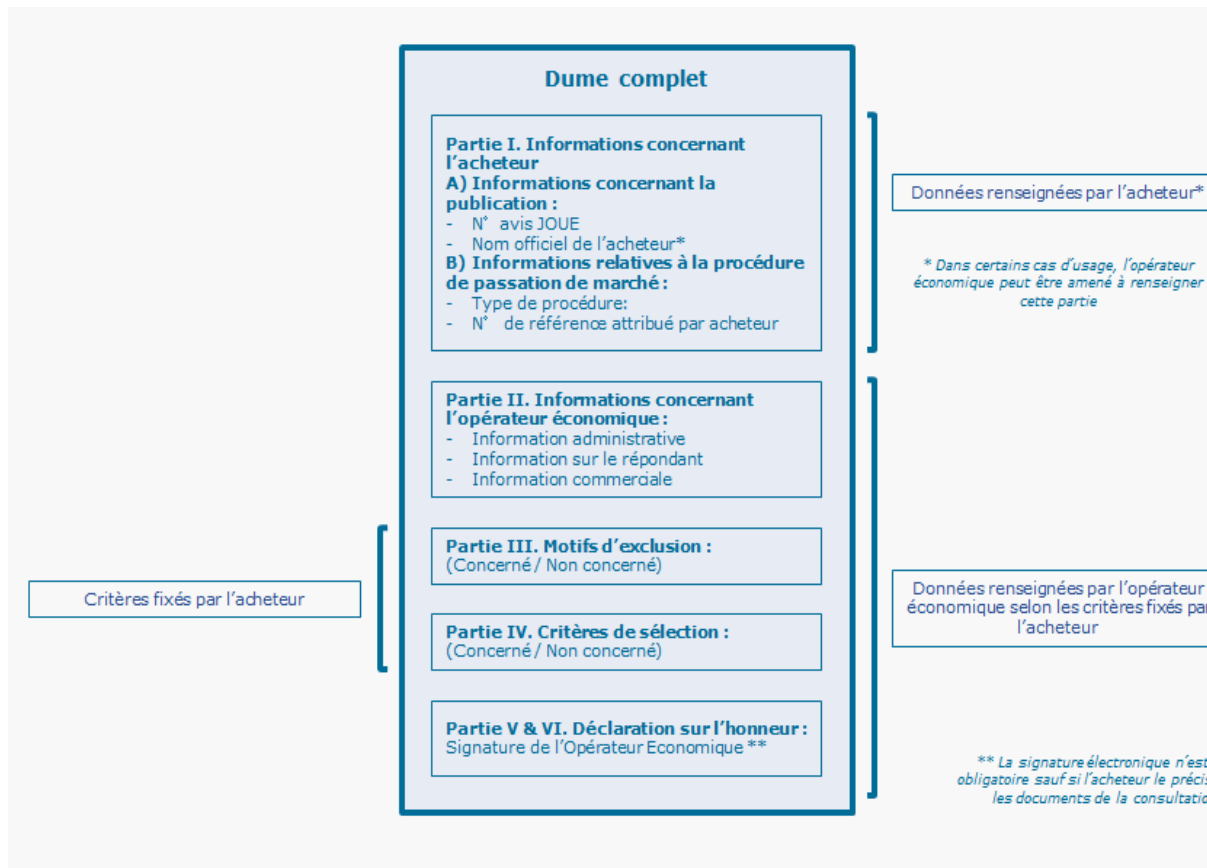 Dume complet
Partie I. Informations concernant
l'acheteur
A) Informations concernant la
publication :
- N° avis JOUE
- Nom officiel de l'acheteur*
B) Informations relatives à la procédure
de passation de marché :
- Type de procédure:
- N° de référence attribué par acheteur
Données renseignées par l'acheteur*
* Dans certains cas d'usage, l'opérateur
économique peut être amené à renseigner
cette partie
Partie II. Informations concernant
l'opérateur économique :
- Information administrative
- Information sur le répondant
- Information commerciale
Partie III. Motifs d'exclusion :
(Concerné / Non concerné)
Critères fixés par l'acheteur
Partie IV. Critères de sélection :
(Concerné / Non concerné)
Données renseignées par l'opérateur
économique selon les critères fixés par
l'acheteur
Partie V & VI. Déclaration sur l'honneur :
Signature de l'Opérateur Economique **
** La signature électronique n'est
obligatoire sauf si l'acheteur le
les documents de la